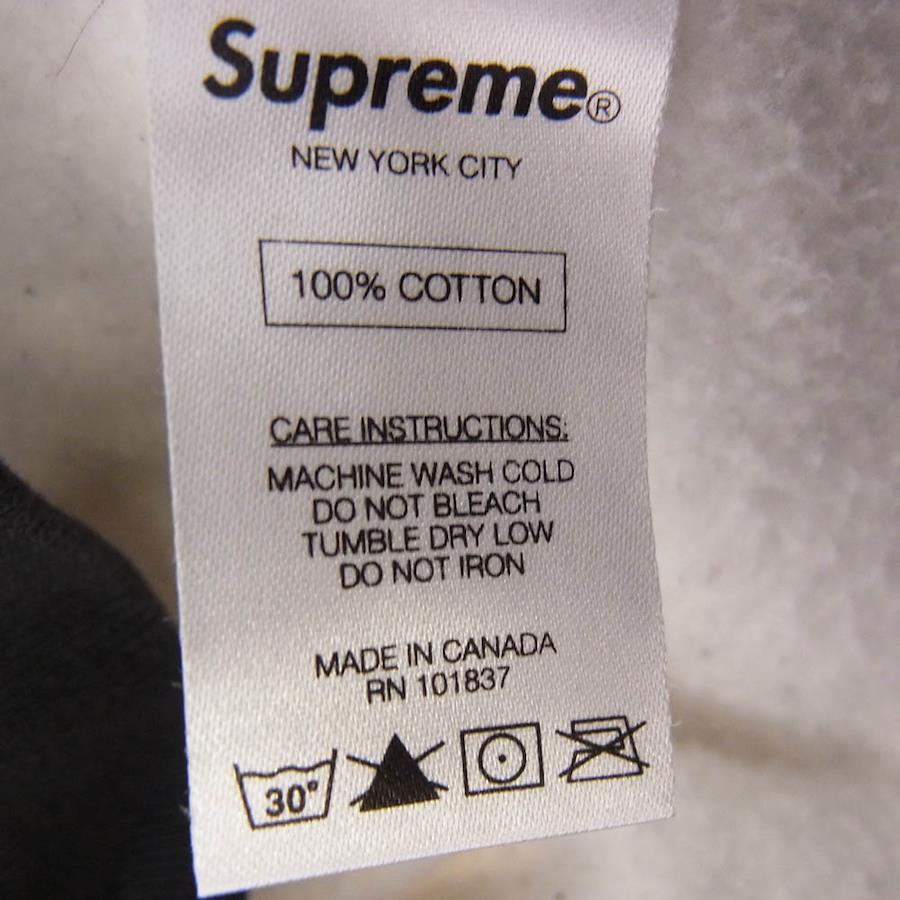 Supreme®
NEW YORK CITY
100% COTTON
CARE INSTRUCTIONS:
MACHINE WASH COLD
DO NOT BLEACH
TUMBLE DRY LOW
DO NOT IRON
MADE IN CANADA
RN 101837
30°